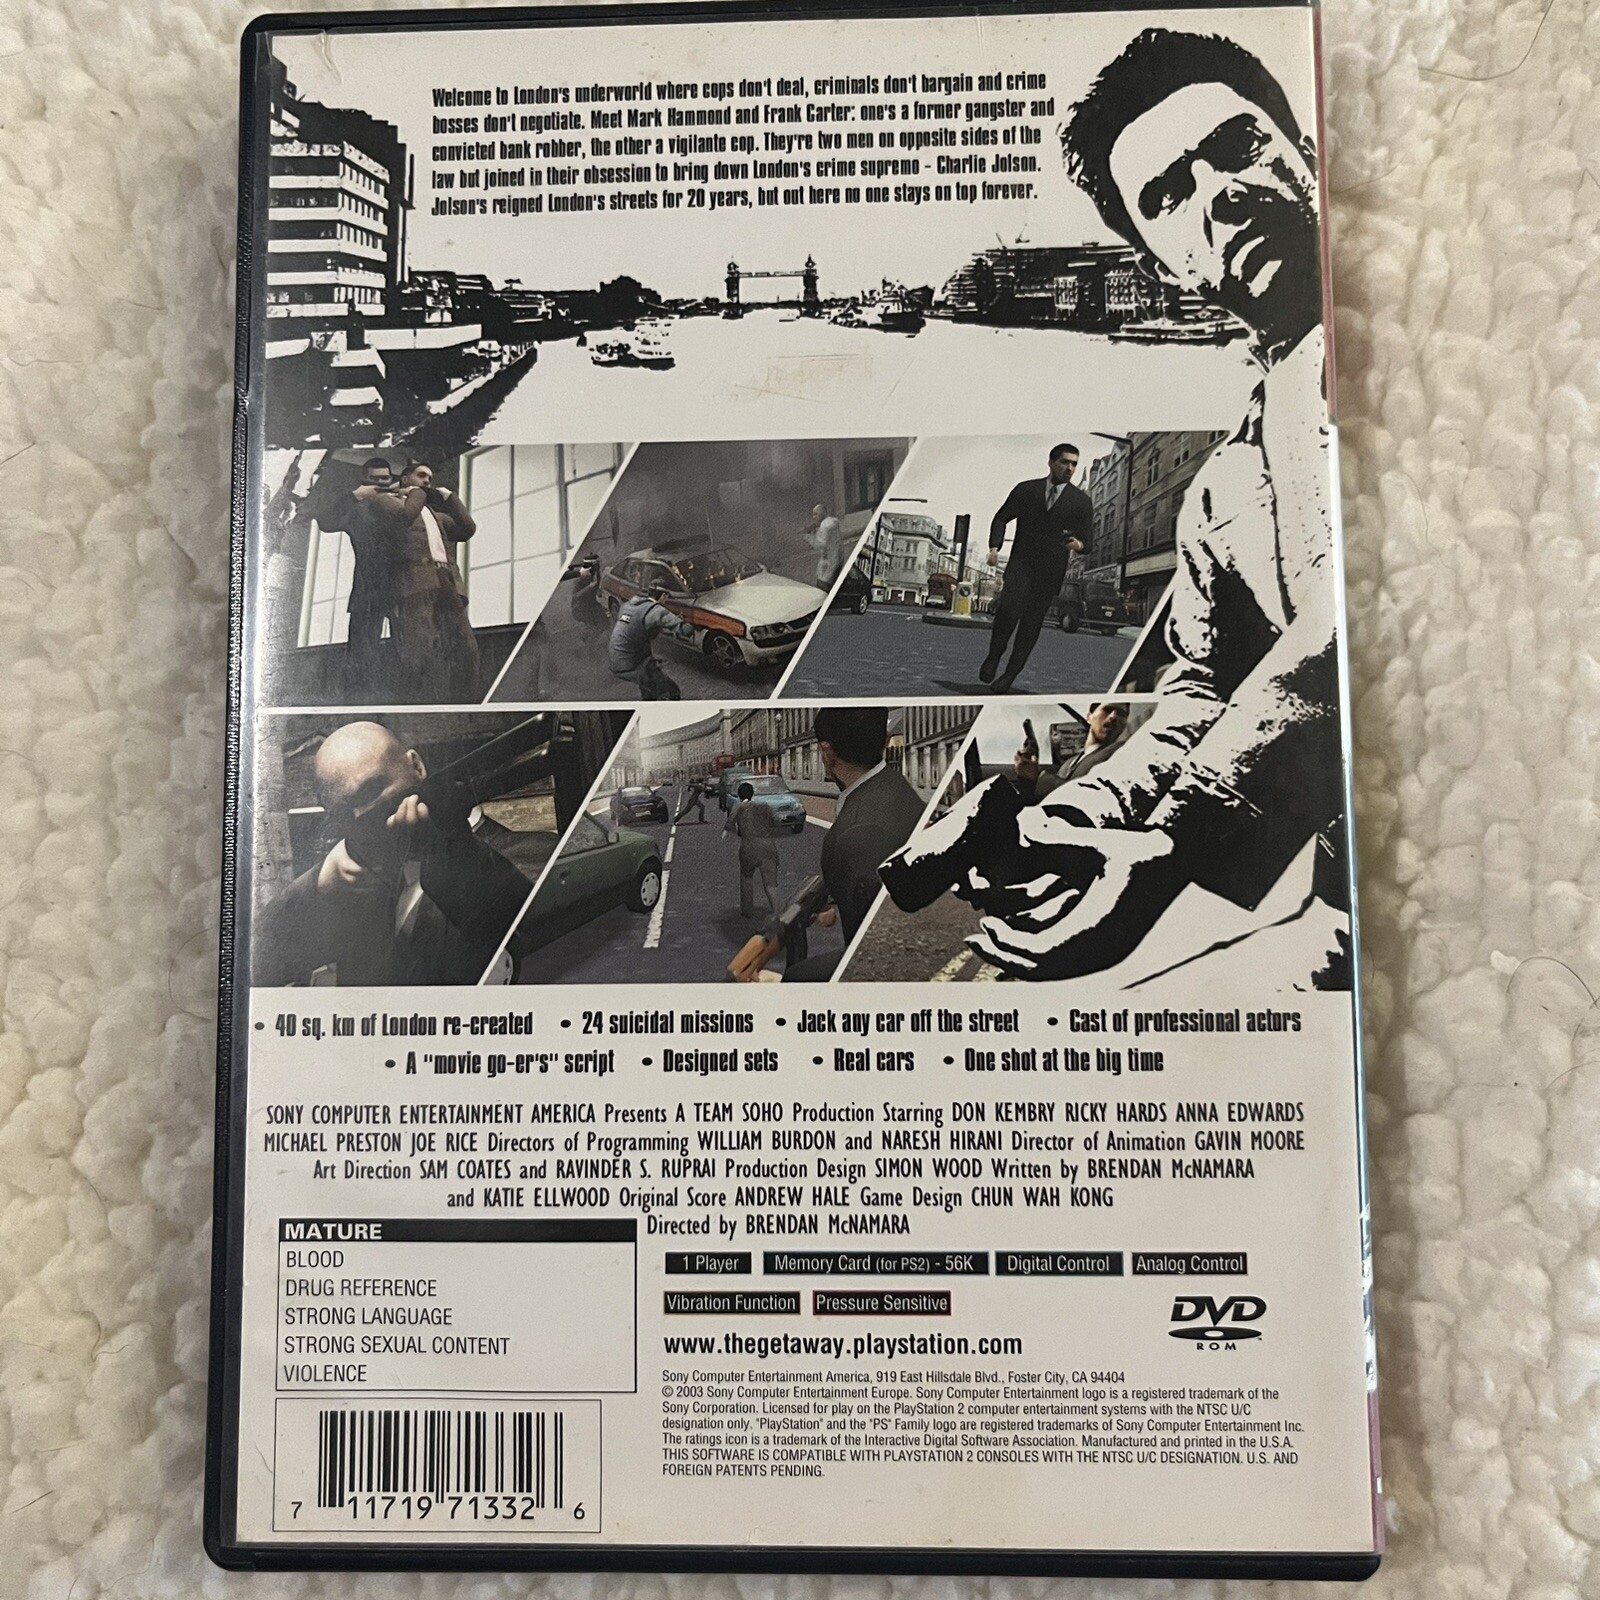 Welcome to London's underworld where cops don't deal, criminals don't bargain and crime
bosses don't negotiate. Meet Mark Hammond and Frank Carter: one's a former gangster and
convicted bank robber, the other a vigilante cop. They're two men on opposite sides of the
law but joined in their obsession to bring down London's crime supremo - Charlie Jolson.
Jolson's reigned London's streets for 20 years, but out here no one stays on top forever.
• 40 sq. km of London re-created • 24 suicidal missions • Jack any car off the street • Cast of professional actors
• A "movie go-er's" script • Designed sets • Real cars • One shot at the big time
SONY COMPUTER ENTERTAINMENT AMERICA Presents A TEAM SOHO Production Starring DON KEMBRY RICKY HARDS ANNA EDWARDS
MICHAEL PRESTON JOE RICE Directors of Programming WILLIAM BURDON and NARESH HIRANI Director of Animation GAVIN MOORE
Art Direction SAM COATES and RAVINDER S. RUPRAI Production Design SIMON WOOD Written by BRENDAN McNAMARA
and KATIE ELLWOOD Original Score ANDREW HALE Game Design CHUN WAH KONG
Directed by BRENDAN McNAMARA
MATURE
BLOOD
DRUG REFERENCE
STRONG LANGUAGE
STRONG SEXUAL CONTENT
VIOLENCE
1 Player Memory Card (for PS2) - 56K Digital Control Analog Control
Vibration Function Pressure Sensitive
www.thegetaway.playstation.com
DVD
ROM
Sony Computer Entertainment America, 919 East Hillsdale Blvd., Foster City, CA 94404
© 2003 Sony Computer Entertainment Europe. Sony Computer Entertainment logo is a registered trademark of the
Sony Corporation. Licensed for play on the PlayStation 2 computer entertainment systems with the NTSC U/C
designation only. "PlayStation" and the "PS" Family logo are registered trademarks of Sony Computer Entertainment Inc.
The ratings icon is a trademark of the Interactive Digital Software Association. Manufactured and printed in the U.S.A.
THIS SOFTWARE IS COMPATIBLE WITH PLAYSTATION 2 CONSOLES WITH THE NTSC U/C DESIGNATION. U.S. AND
FOREIGN PATENTS PENDING.
7 11719 71332 6